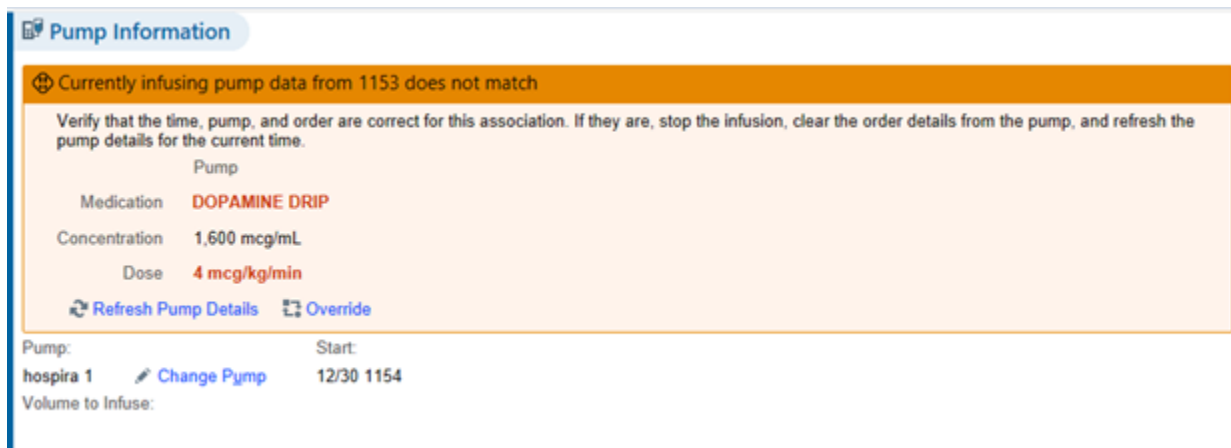 Pump Information
Currently infusing pump data from 1153 does not match
Verify that the time, pump, and order are correct for this association. If they are, stop the infusion, clear the order details from the pump, and refresh the
pump details for the current time.
Pump
Medication DOPAMINE DRIP
Concentration 1,600 mcg/mL
Dose 4 mcg/kg/min
Refresh Pump Details Override
Pump: Start:
hospira 1 Change Pump 12/30 1154
Volume to Infuse: